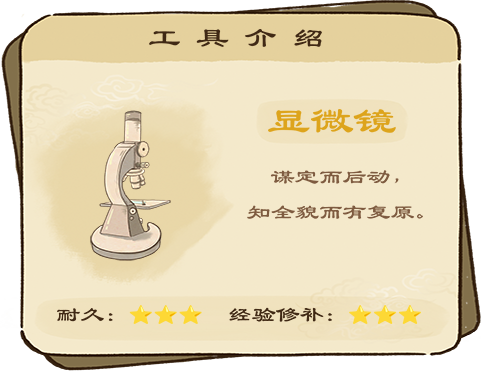 工具介绍
显微镜
谋定而后动，
知全貌而有复原。
耐久：⭐⭐⭐ 经验修补：⭐⭐⭐